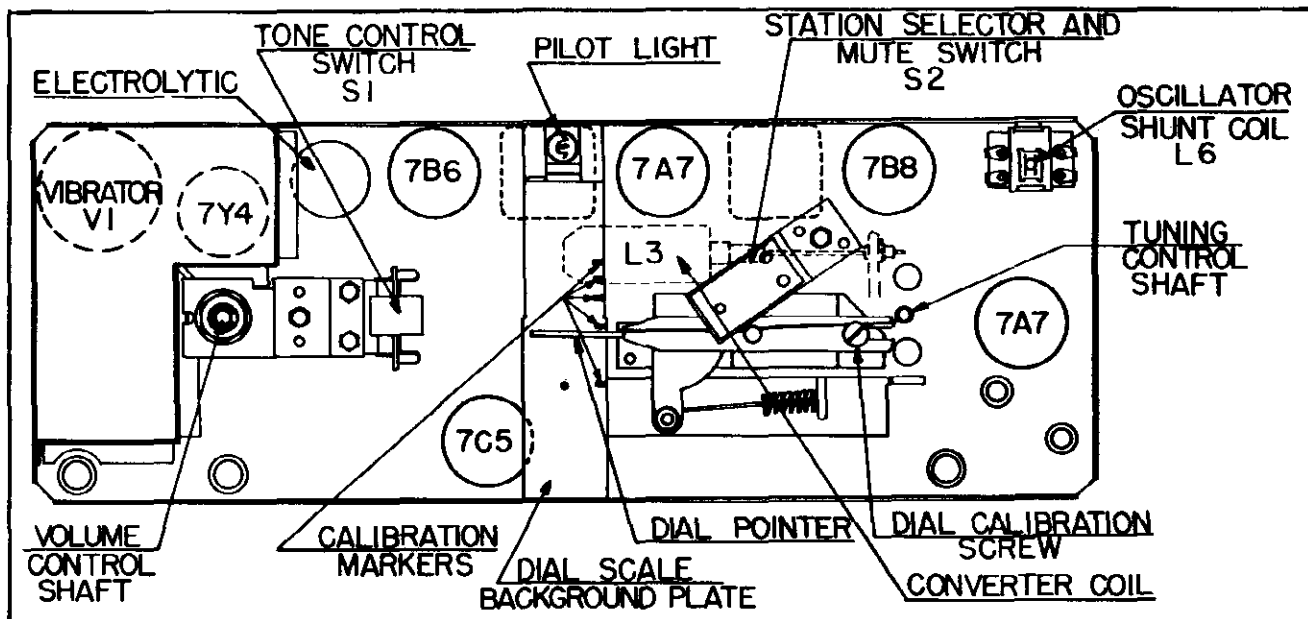 TONE CONTROL
SWITCH
S1
PILOT LIGHT
STATION SELECTOR AND
MUTE SWITCH
S2
ELECTROLYTIC
OSCILLATOR
SHUNT COIL
L6
VIBRATOR
V1
7Y4
7B6
7A7
7B8
L3
TUNING
CONTROL
SHAFT
7A7
7C5
VOLUME
CONTROL
SHAFT
CALIBRATION
MARKERS
DIAL POINTER
DIAL CALIBRATION
SCREW
DIAL SCALE
BACKGROUND PLATE
CONVERTER COIL